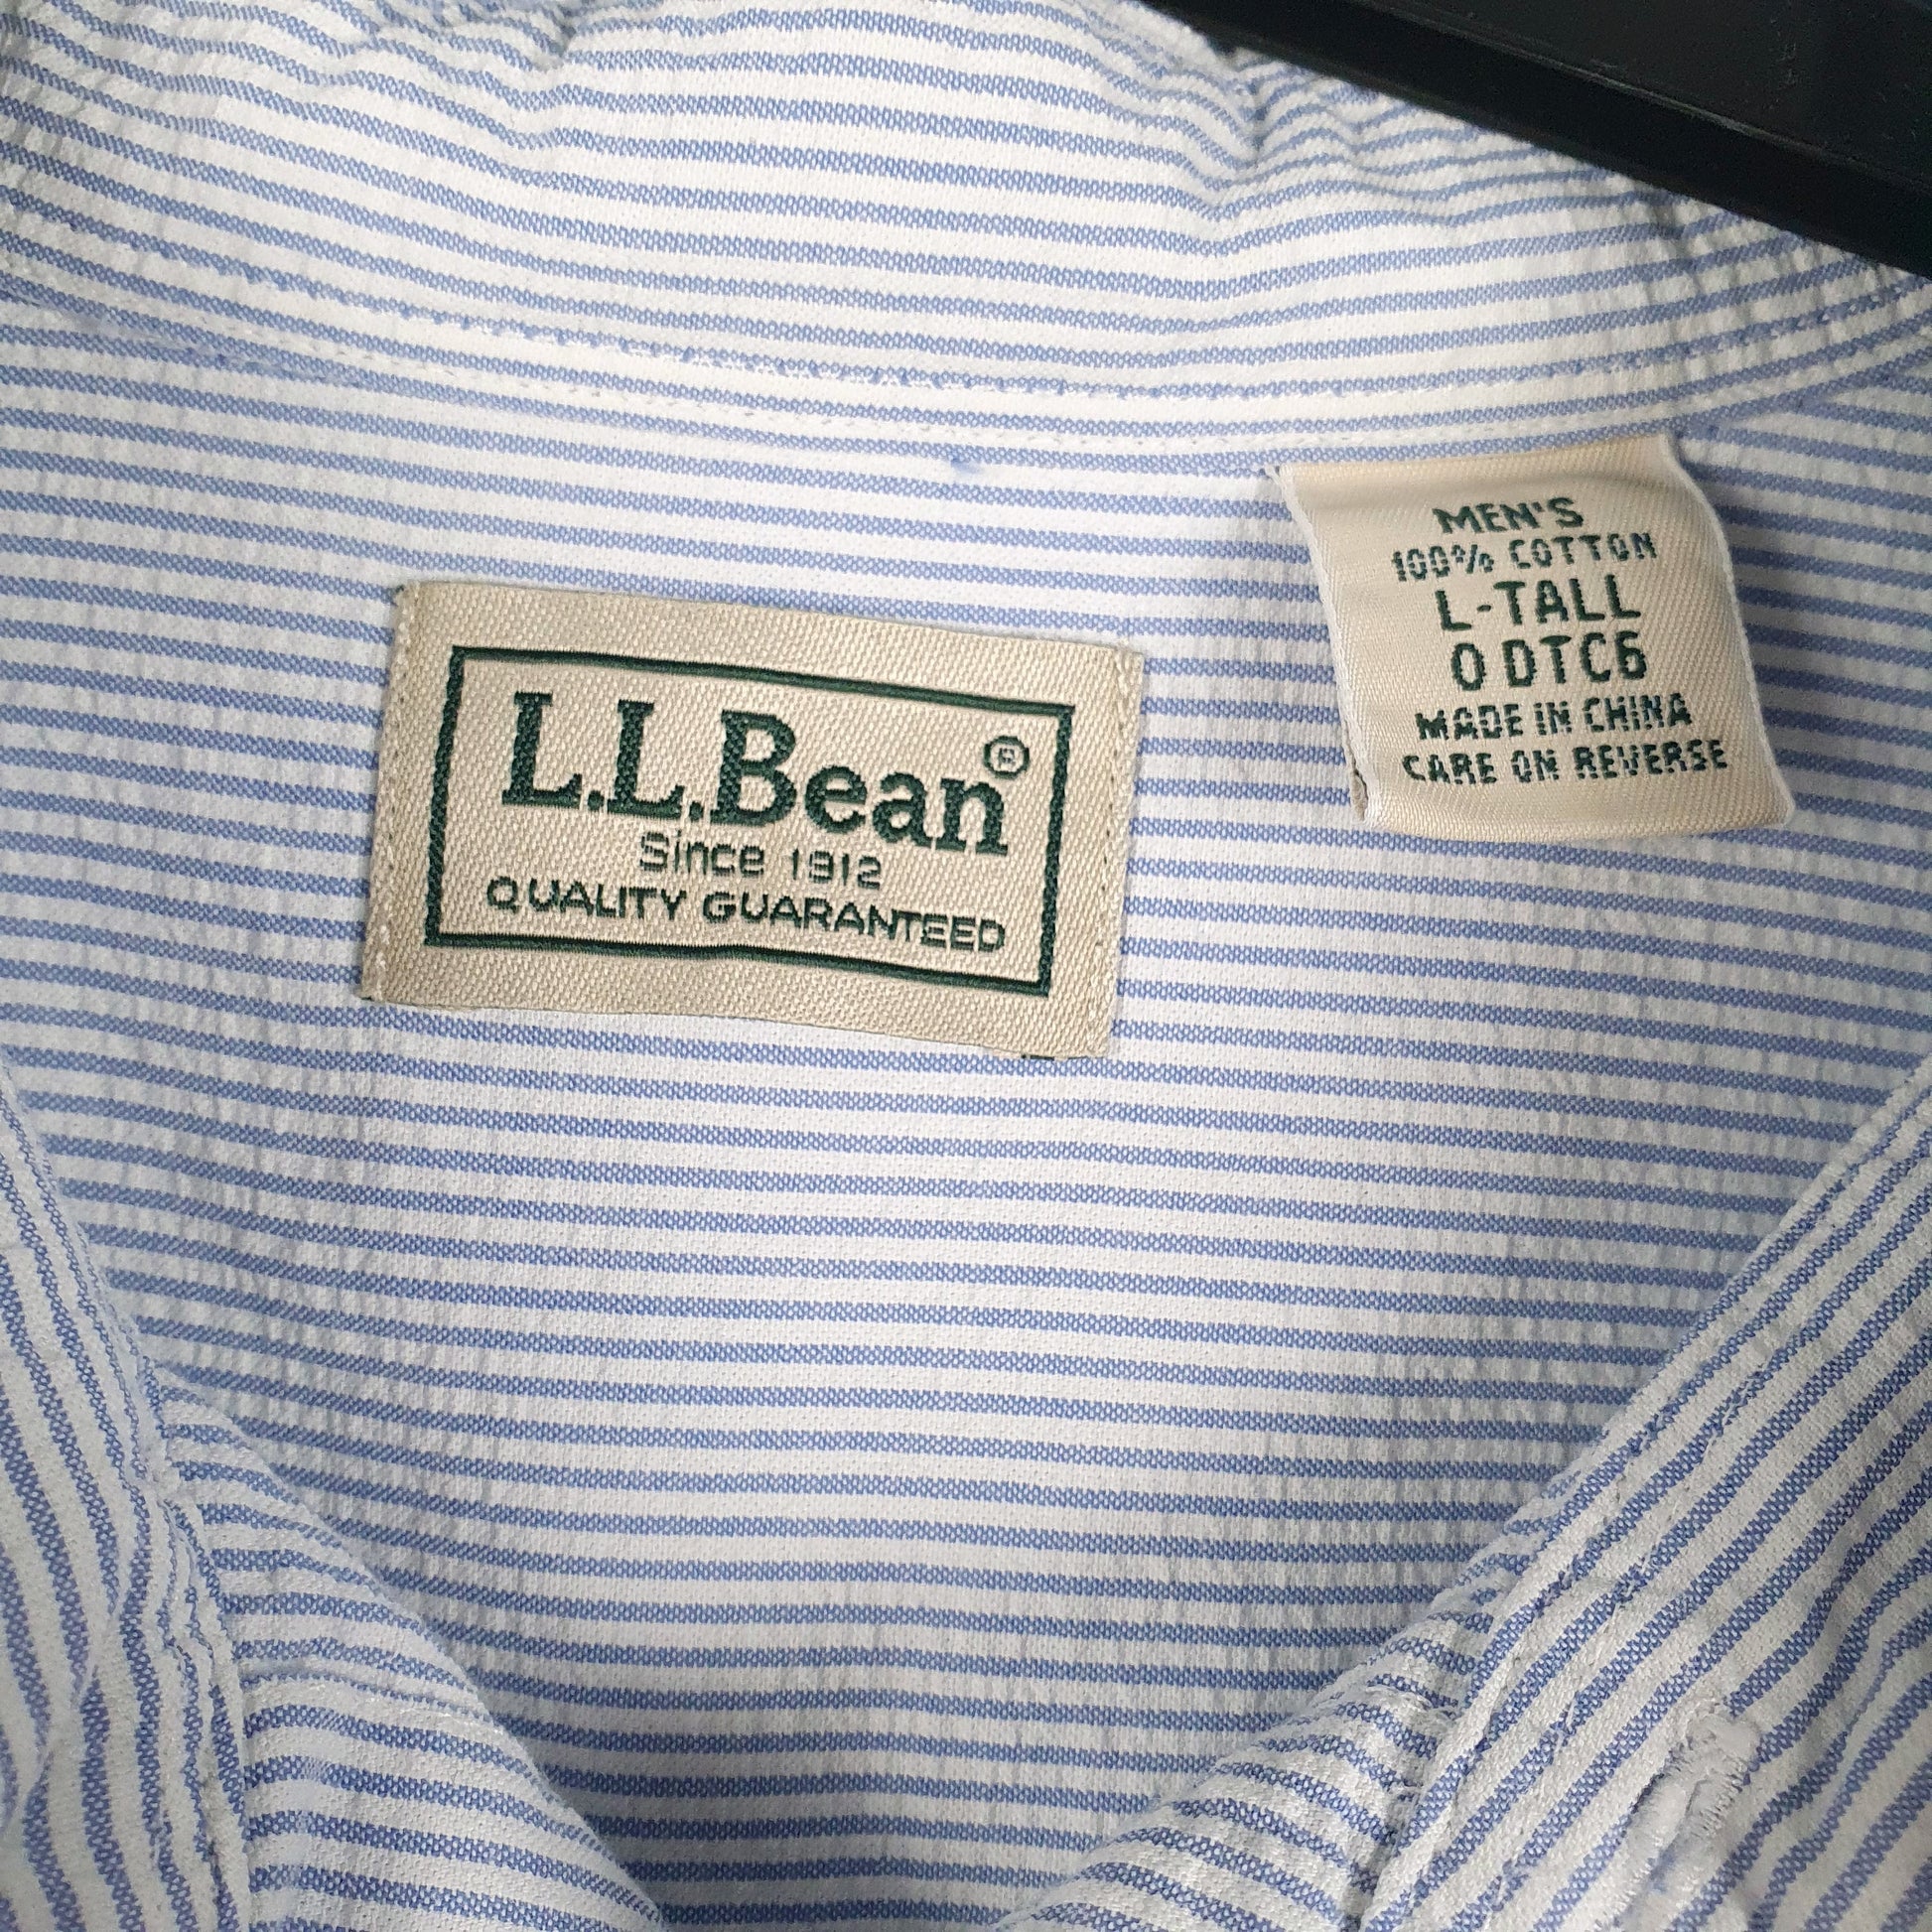 L.L.Bean®
Since 1912
QUALITY GUARANTEED
MEN'S
100% COTTON
L-TALL
0 DTC6
MADE IN CHINA
CARE ON REVERSE